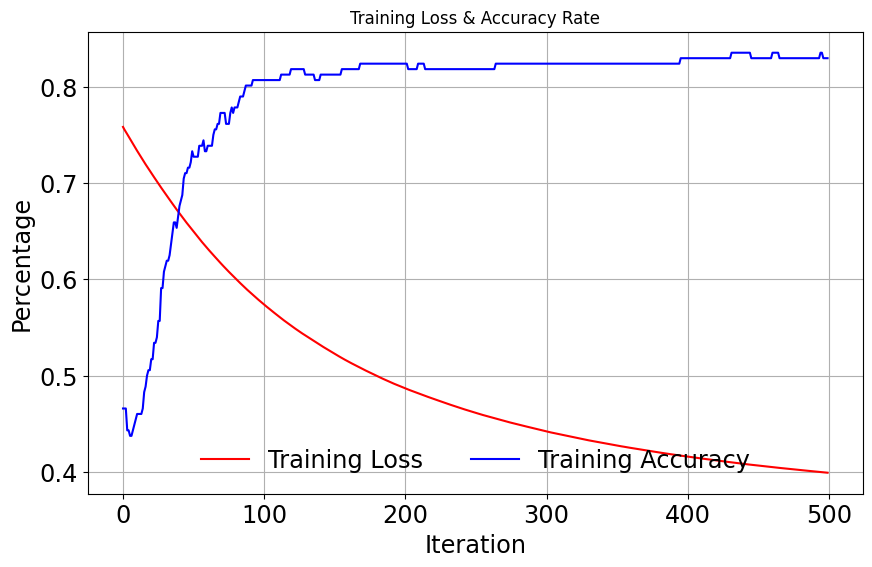 Training Loss & Accuracy Rate
Percentage
0.8
0.7
0.6
0.5
0.4
Training Loss
Training Accuracy
0 100 200 300 400 500
Iteration